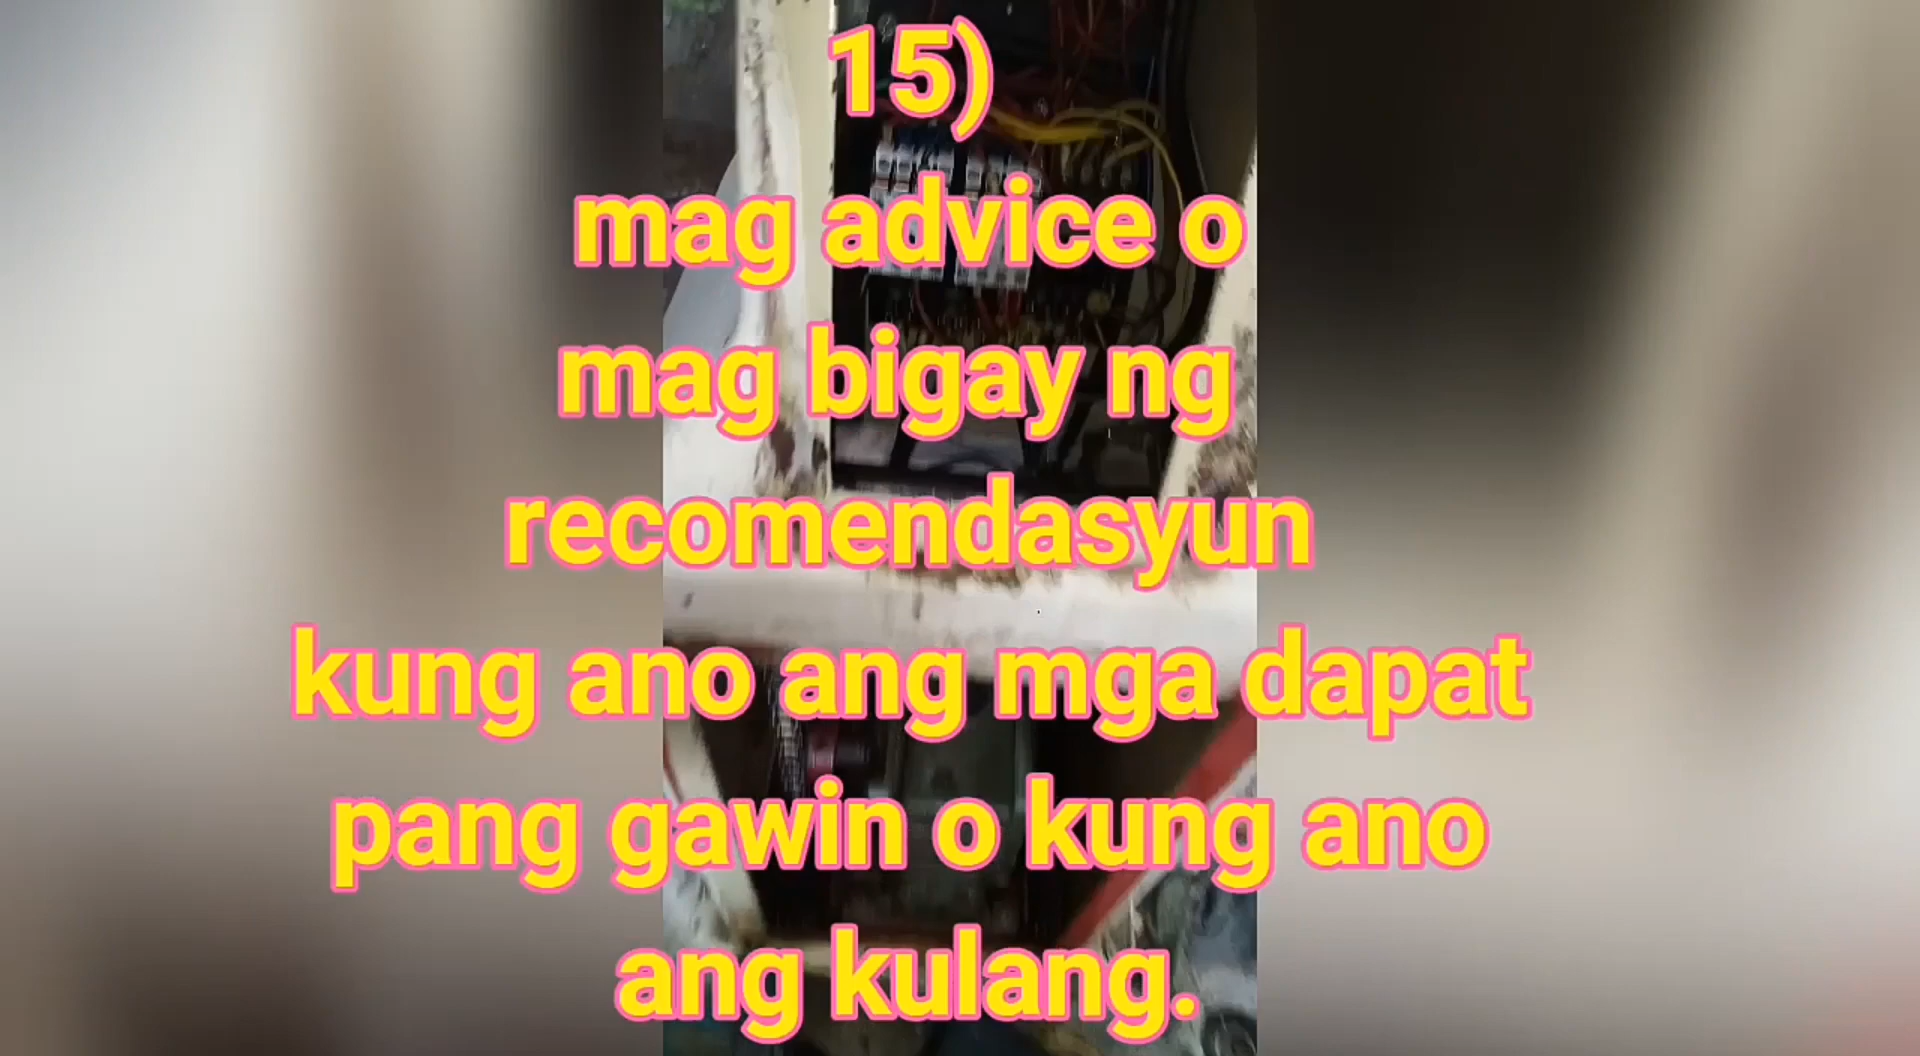 15)
mag advice o
mag bigay ng
recomendasyun
kung ano ang mga dapat
pang gawin o kung ano
ang kulang.